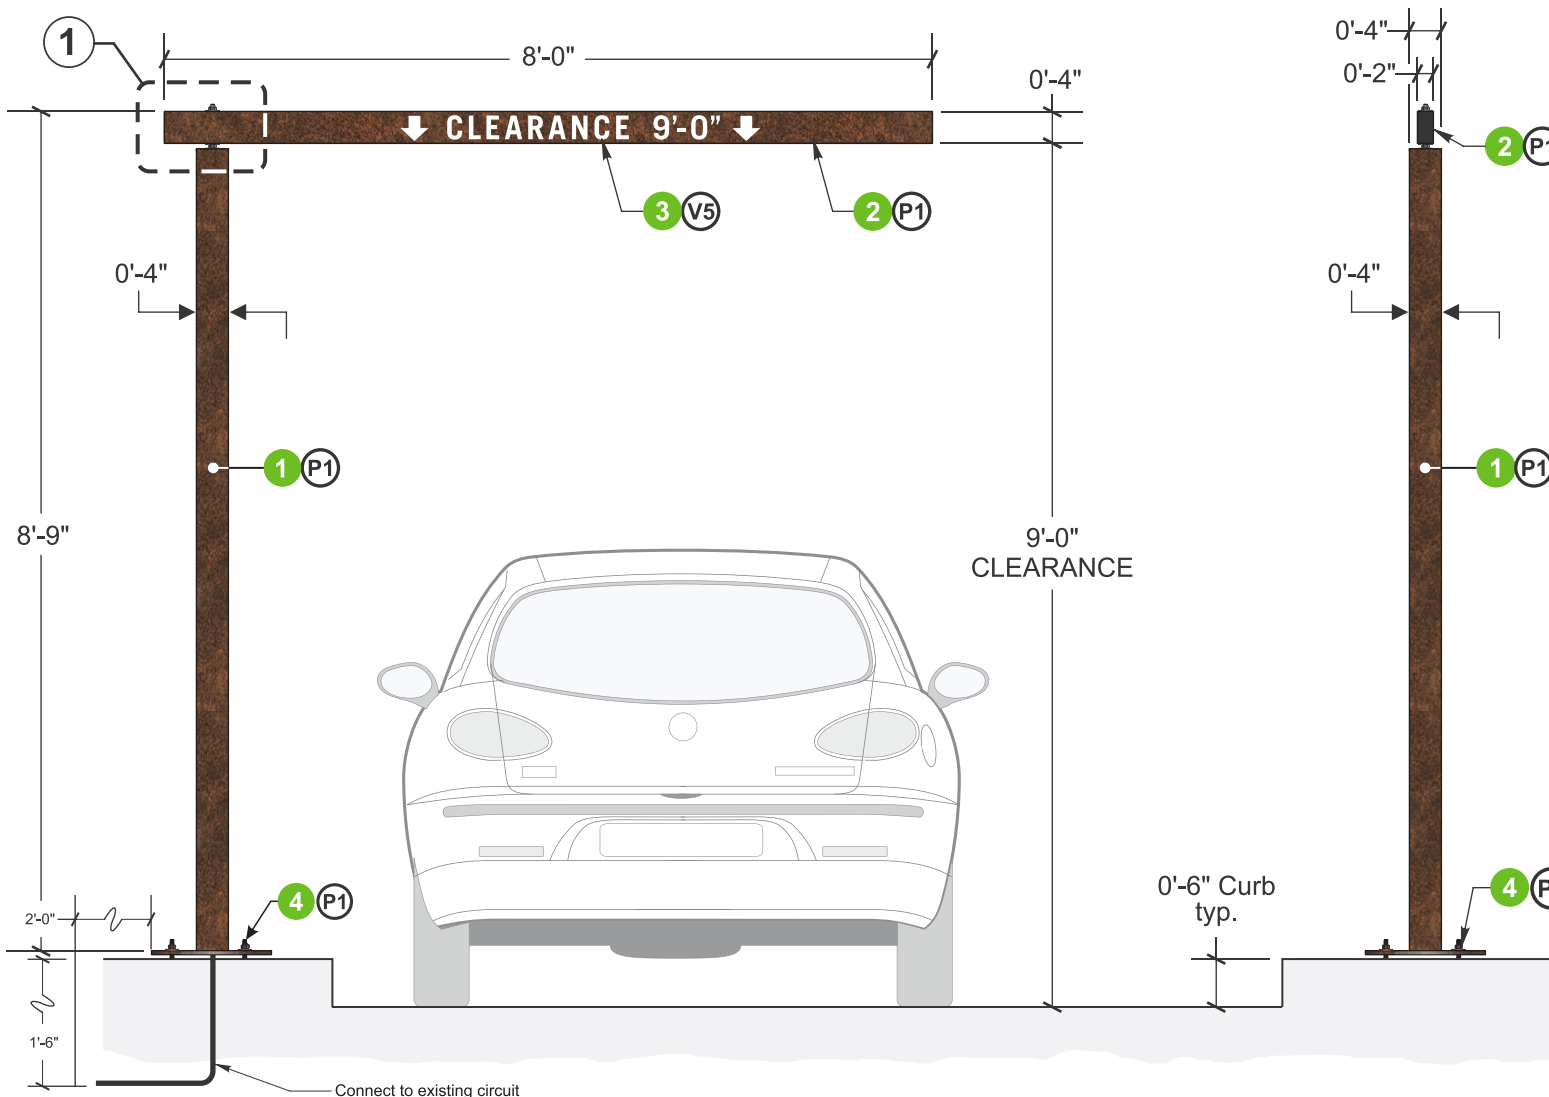 1
8'-0"
0'-4"
0'-4"
0'-2"
CLEARANCE 9'-0"
2 P1
3 V5
2 P1
0'-4"
0'-4"
1 P1
1 P1
8'-9"
9'-0"
CLEARANCE
0'-6" Curb
typ.
4 P1
4 P
2'-0"
1'-6"
Connect to existing circuit